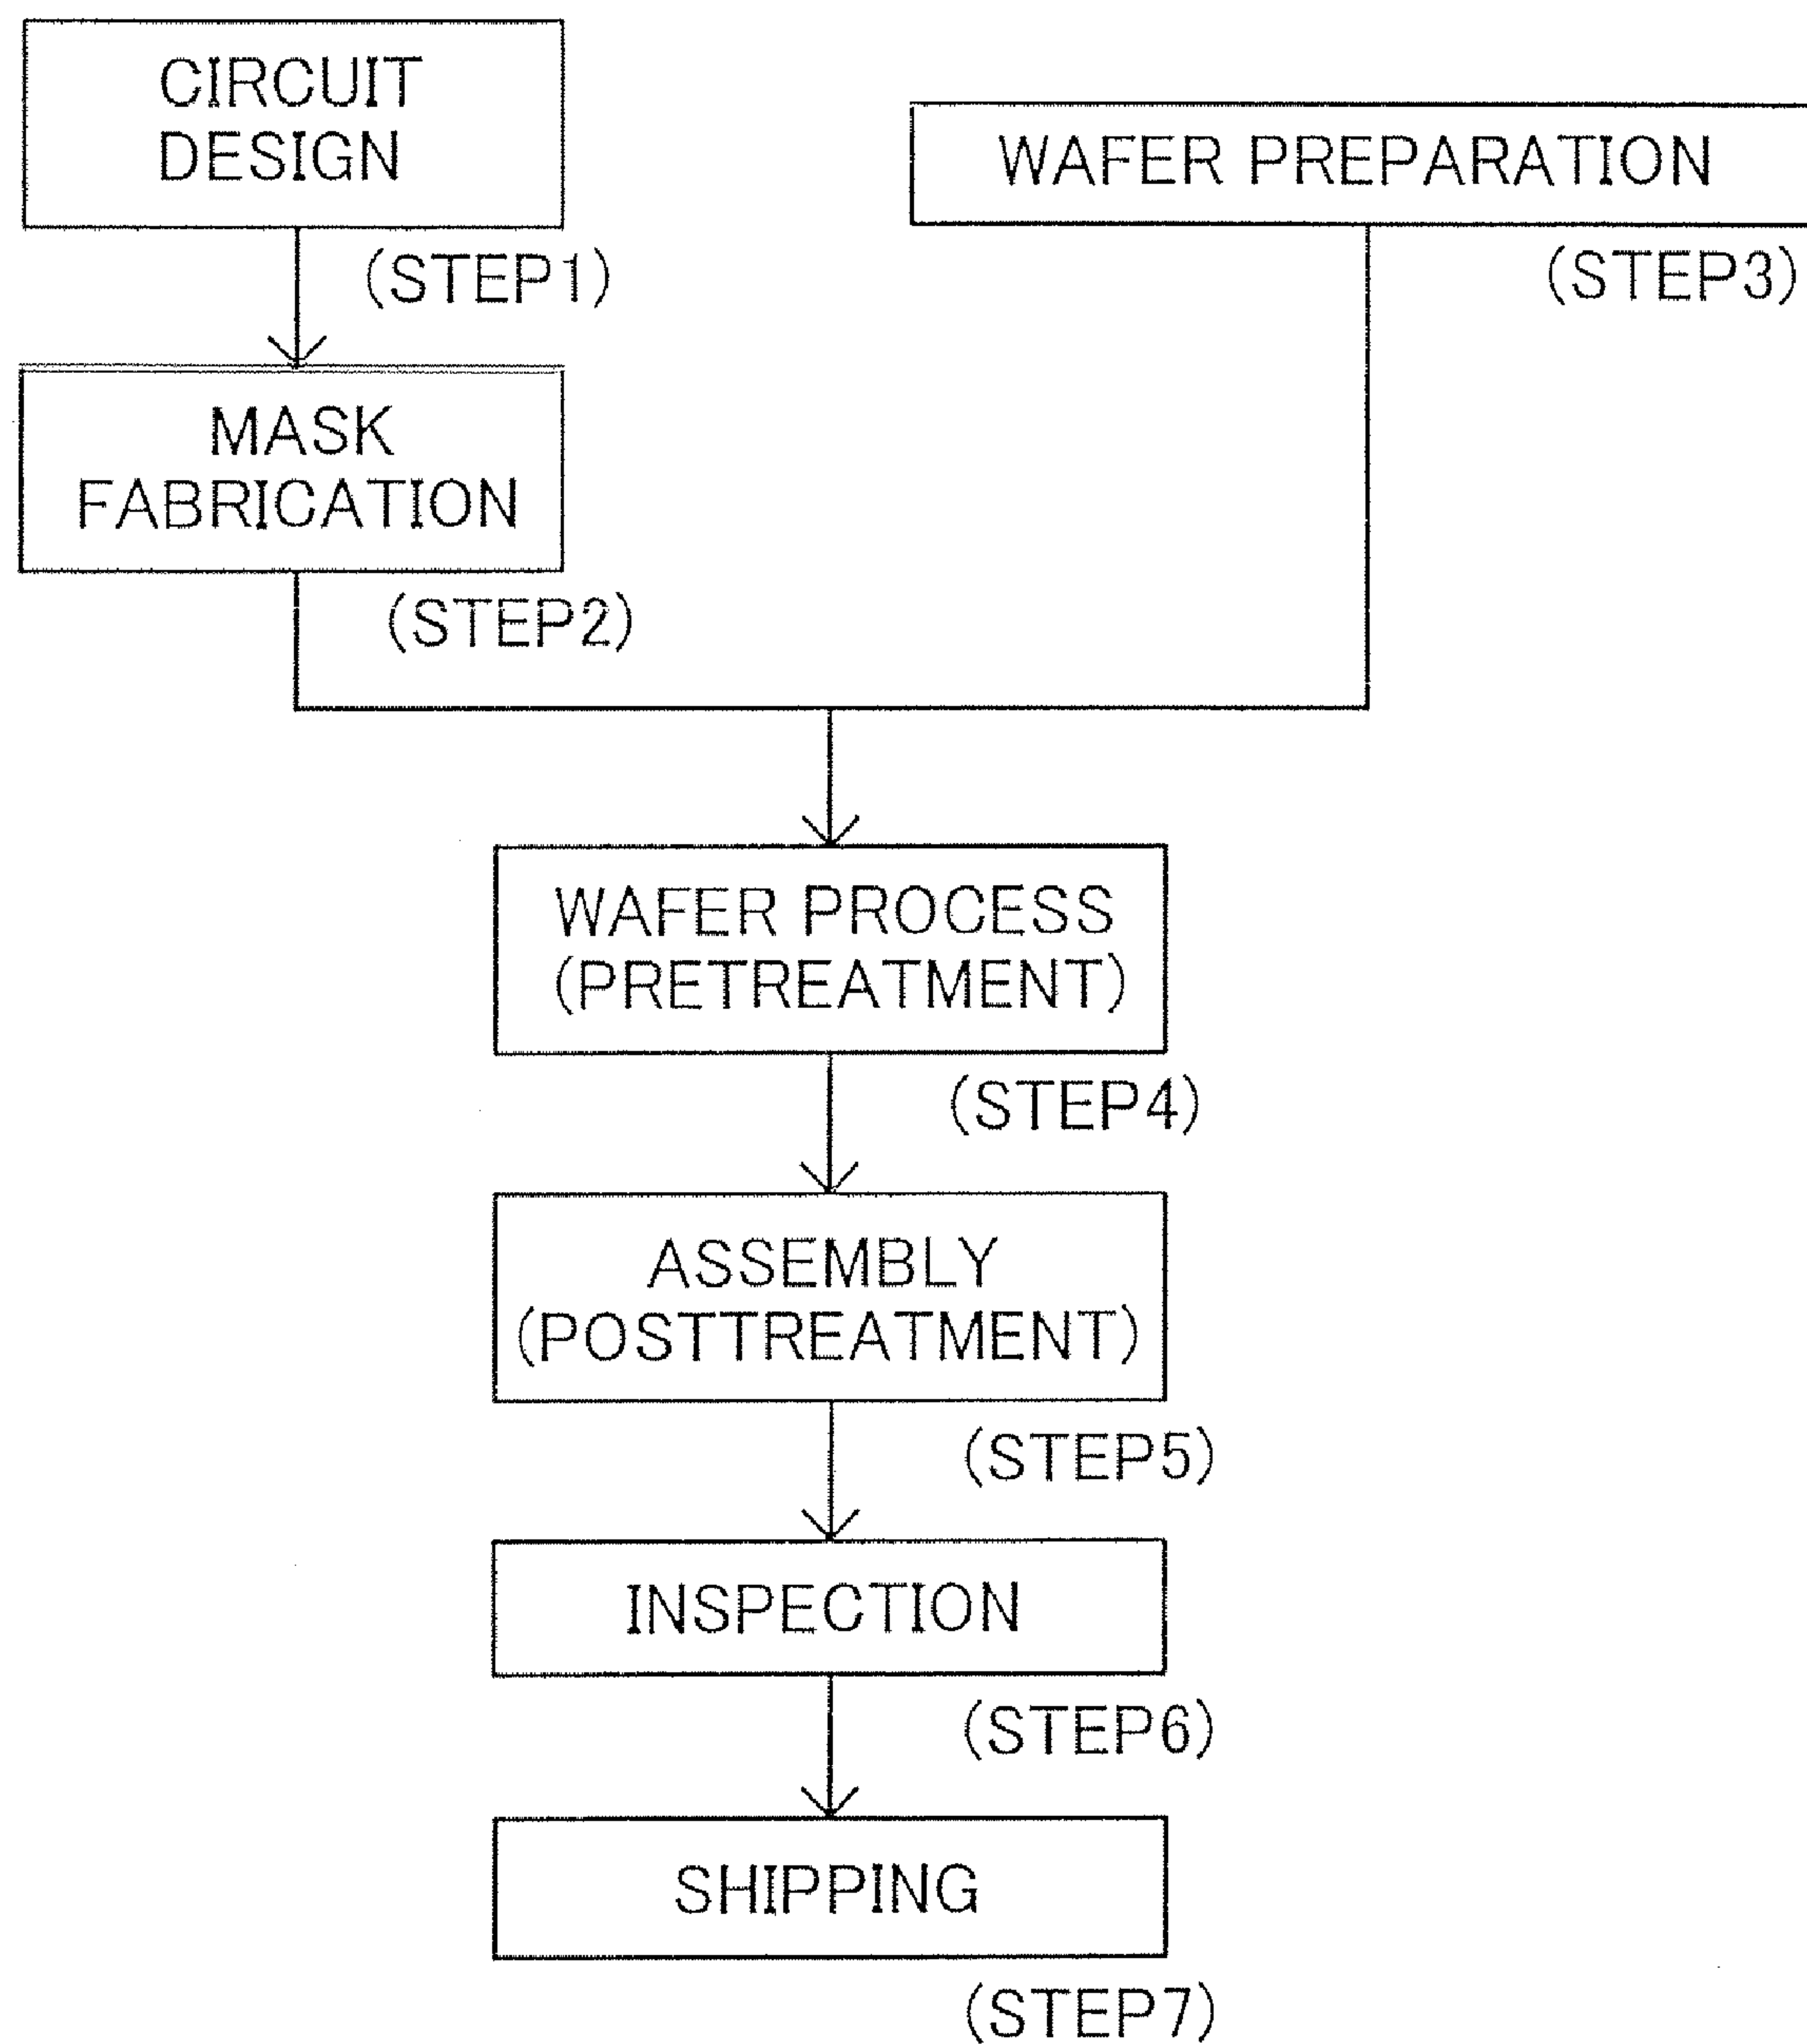 CIRCUIT
DESIGN
(STEP1)
WAFER PREPARATION
(STEP3)
MASK
FABRICATION
(STEP2)
WAFER PROCESS
(PRETREATMENT)
(STEP4)
ASSEMBLY
(POSTTREATMENT)
(STEP5)
INSPECTION
(STEP6)
SHIPPING
(STEP7)